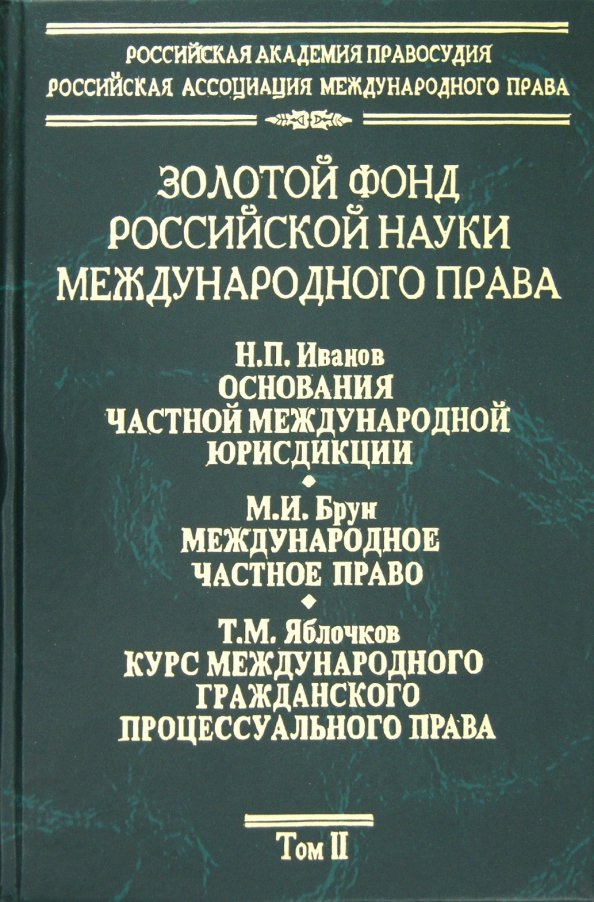 РОССИЙСКАЯ АКАДЕМИЯ ПРАВОСУДИЯ
РОССИЙСКАЯ АССОЦИАЦИЯ МЕЖДУНАРОДНОГО ПРАВА
ЗОЛОТОЙ ФОНД
РОССИЙСКОЙ НАУКИ
МЕЖДУНАРОДНОГО ПРАВА
Н.П. Иванов
ОСНОВАНИЯ
ЧАСТНОЙ МЕЖДУНАРОДНОЙ
ЮРИСДИКЦИИ
М.И. Брун
МЕЖДУНАРОДНОЕ
ЧАСТНОЕ ПРАВО
Т.М. Яблочков
КУРС МЕЖДУНАРОДНОГО
ГРАЖДАНСКОГО
ПРОЦЕССУАЛЬНОГО ПРАВА
Том II